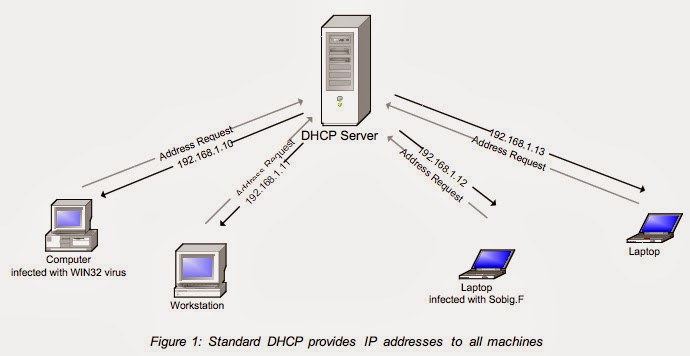 DHCP Server
Address Request
192.168.1.10
Address Request
192.168.1.11
192.168.1.12
Address Request
192.168.1.13
Address Request
Computer
infected with WIN32 virus
Workstation
Laptop
infected with Sobig.F
Laptop
Figure 1: Standard DHCP provides IP addresses to all machines